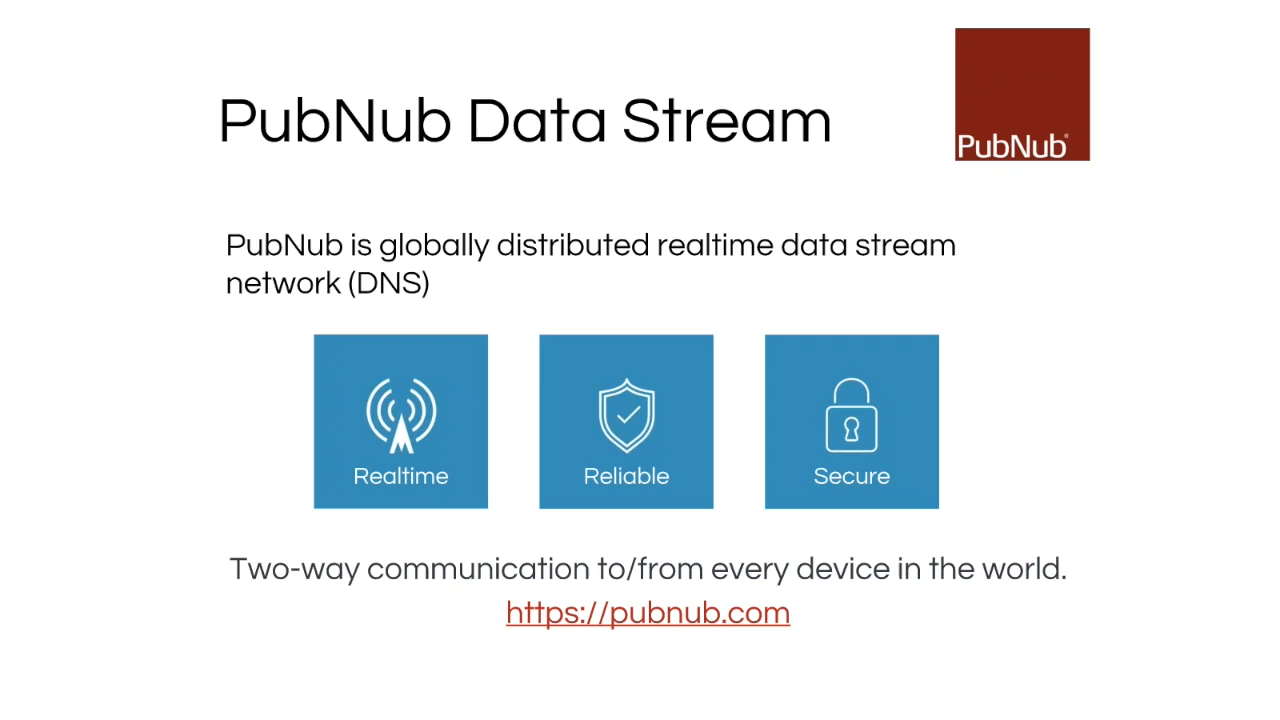 PubNub Data Stream
PubNub®
PubNub is globally distributed realtime data stream
network (DNS)
Realtime
Reliable
Secure
Two-way communication to/from every device in the world.
https://pubnub.com